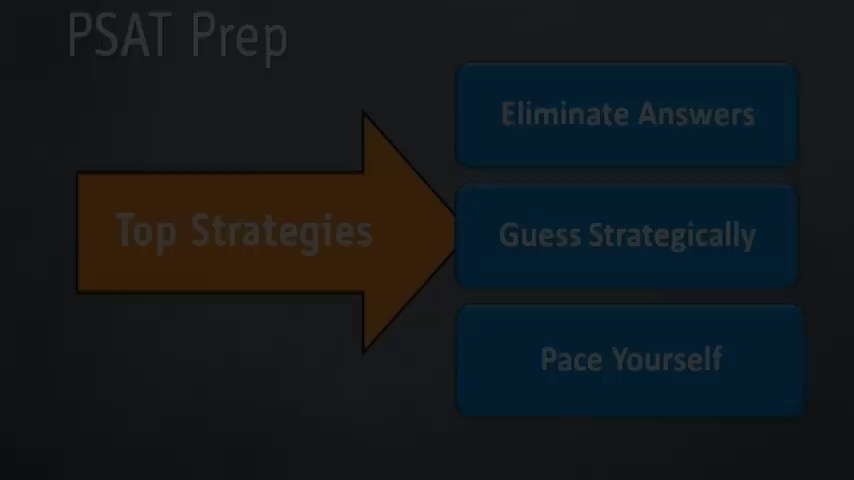 PSAT Prep
Top Strategies
Eliminate Answers
Guess Strategically
Pace Yourself